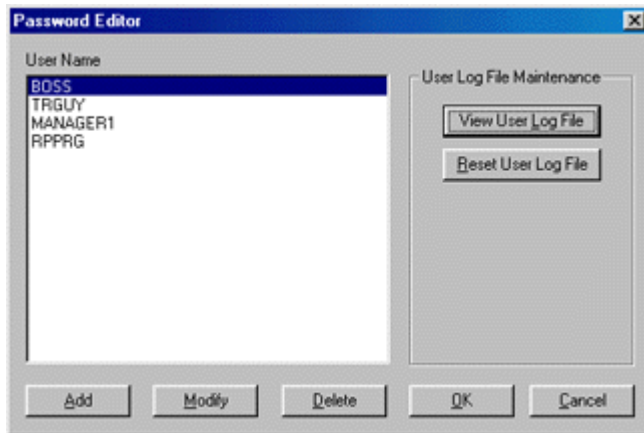 Password Editor
User Name
BOSS
TRGUY
MANAGER1
RPPRG
User Log File Maintenance
View User Log File
Reset User Log File
Add
Modify
Delete
OK
Cancel